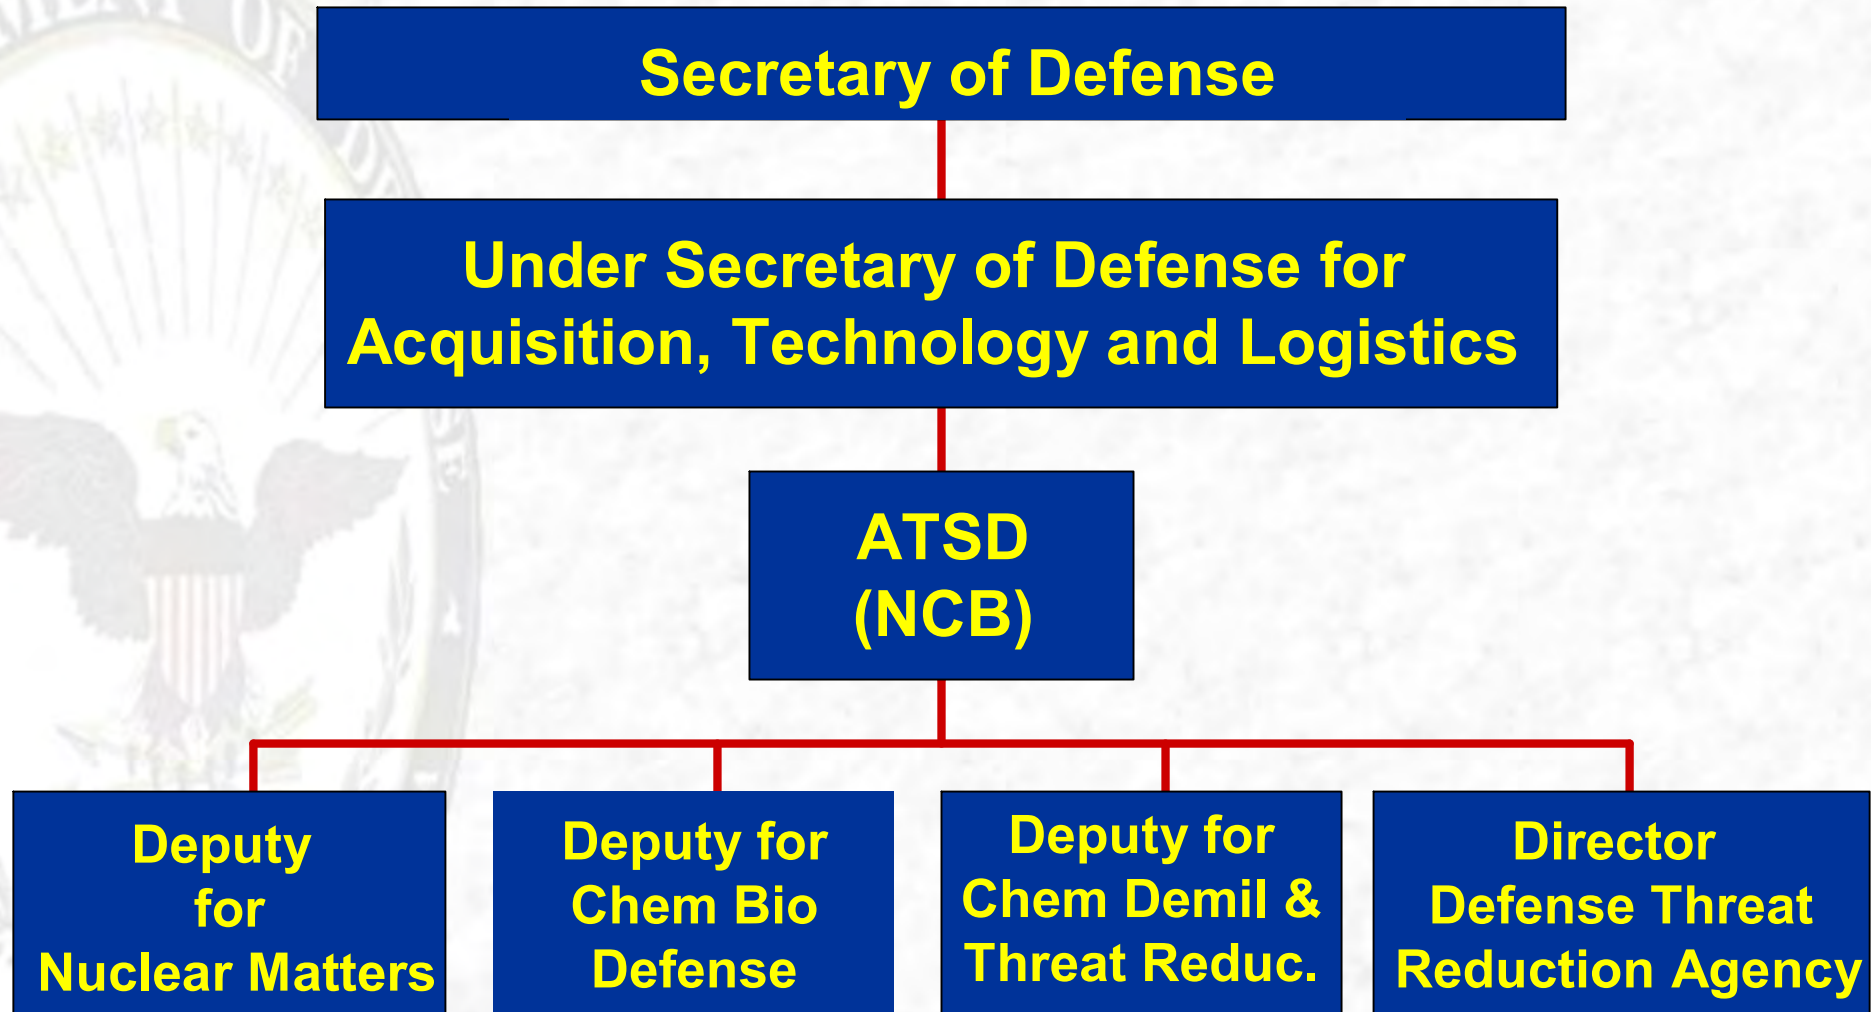 Secretary of Defense
Under Secretary of Defense for
Acquisition, Technology and Logistics
ATSD
(NCB)
Deputy
for
Nuclear Matters
Deputy for
Chem Bio
Defense
Deputy for
Chem Demil &
Threat Reduc.
Director
Defense Threat
Reduction Agency